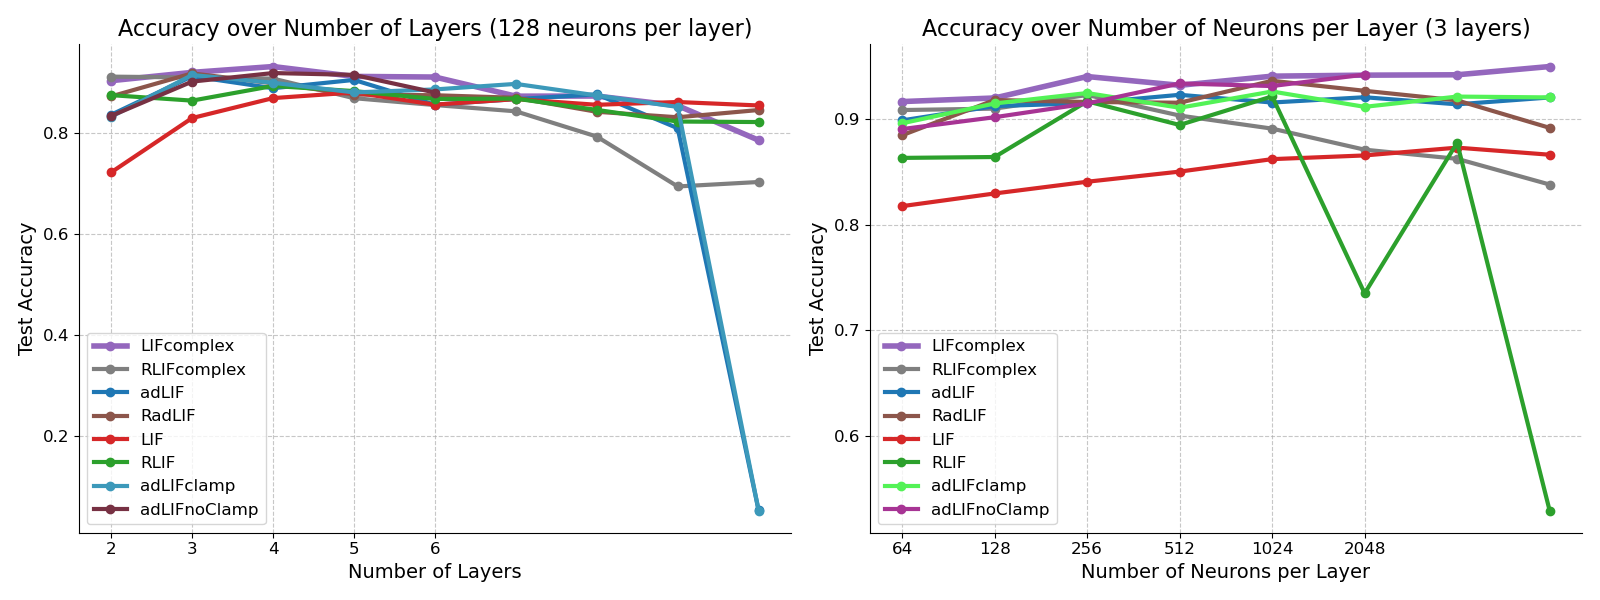 Accuracy over Number of Layers (128 neurons per layer)
Test Accuracy
0.8
0.6
0.4
0.2
LIFcomplex
RLIFcomplex
adLIF
RadLIF
LIF
RLIF
adLIFclamp
adLIFnoClamp
2 3 4 5 6
Number of Layers
Accuracy over Number of Neurons per Layer (3 layers)
Test Accuracy
0.9
0.8
0.7
0.6
LIFcomplex
RLIFcomplex
adLIF
RadLIF
LIF
RLIF
adLIFclamp
adLIFnoClamp
64 128 256 512 1024 2048
Number of Neurons per Layer